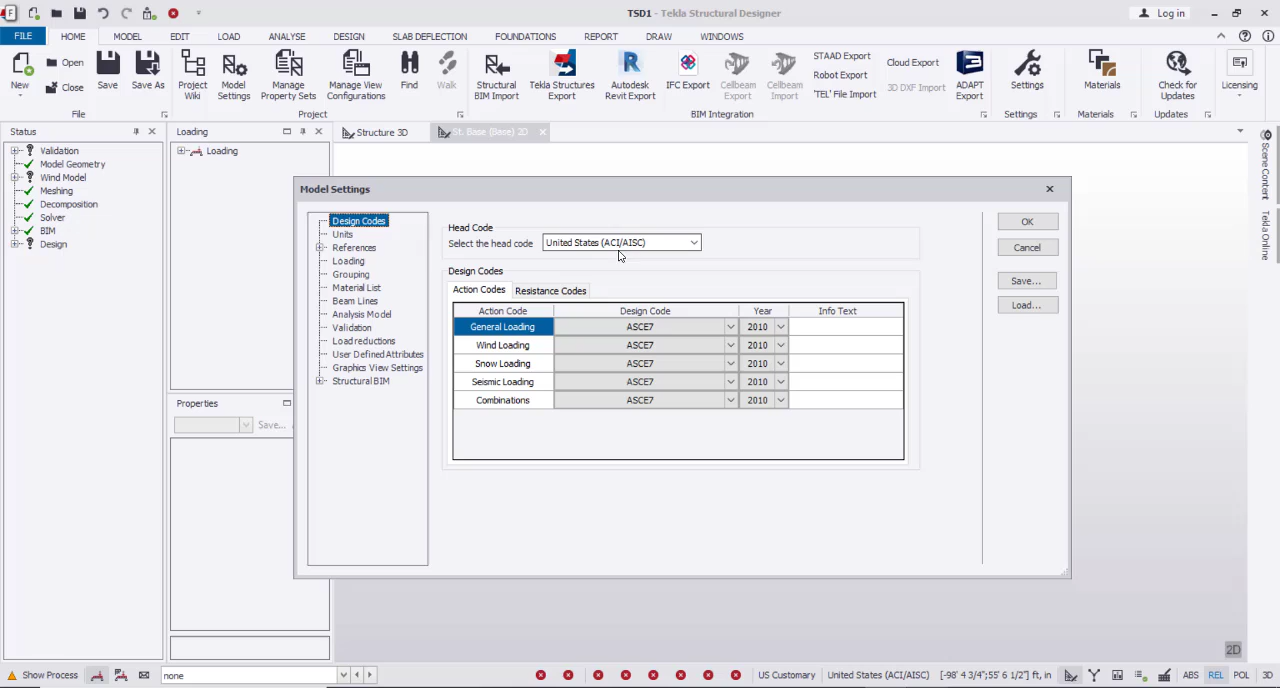 TSD1 - Tekla Structural Designer
Log in
FILE HOME MODEL EDIT LOAD ANALYSE DESIGN SLAB DEFLECTION FOUNDATIONS REPORT DRAW WINDOWS
New
Open
Close
Save
Save As
File
Project Wiki
Model Settings
Manage Property Sets
Manage View Configurations
Find
Walk
Project
Structural BIM Import
Tekla Structures Export
Autodesk Revit Export
IFC Export
Cellbeam Export
Cellbeam Import
STAAD Export
Robot Export
'TEL' File Import
Cloud Export
3D DXF Import
ADAPT Export
BIM Integration
Settings
Settings
Materials
Materials
Check for Updates
Updates
Licensing
Status
Validation
Model Geometry
Wind Model
Meshing
Decomposition
Solver
BIM
Design
Loading
Loading
Properties
Save...
Structure 3D
St. Base (Base) 2D
Scene Content
Tekla Online
Model Settings
Design Codes
Units
References
Loading
Grouping
Material List
Beam Lines
Analysis Model
Validation
Load reductions
User Defined Attributes
Graphics View Settings
Structural BIM
Head Code
Select the head code United States (ACI/AISC)
Design Codes
Action Codes Resistance Codes
Action Code Design Code Year Info Text
General Loading ASCE7 2010
Wind Loading ASCE7 2010
Snow Loading ASCE7 2010
Seismic Loading ASCE7 2010
Combinations ASCE7 2010
OK
Cancel
Save...
Load...
2D
Show Process none US Customary United States (ACI/AISC) [-98' 4 3/4";55' 6 1/2"] ft, in ABS REL POL 3D